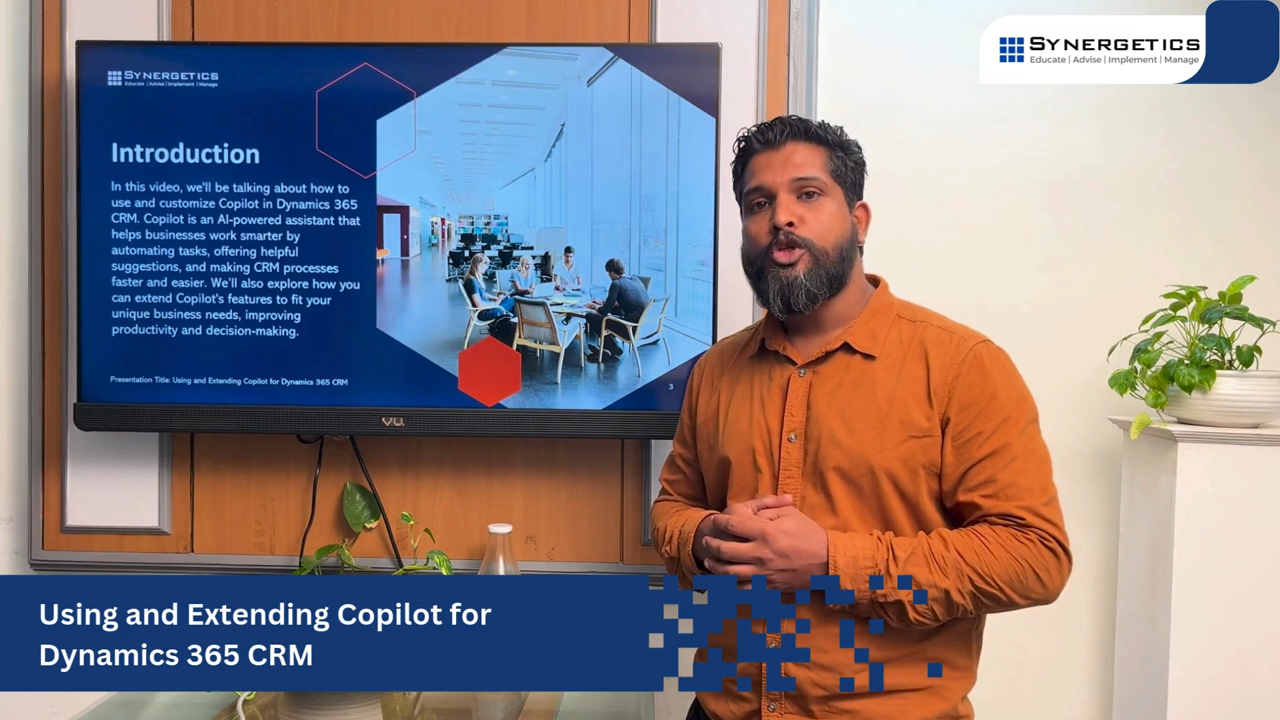 SYNERGETICS
Educate | Advise | Implement | Manage
SYNERGETICS
Educate | Advise | Implement | Manage
Introduction
In this video, we'll be talking about how to
use and customize Copilot in Dynamics 365
CRM. Copilot is an AI-powered assistant that
helps businesses work smarter by
automating tasks, offering helpful
suggestions, and making CRM processes
faster and easier. We'll also explore how you
can extend Copilot's features to fit your
unique business needs, improving
productivity and decision-making.
Presentation Title: Using and Extending Copilot for Dynamics 365 CRM
3
Vu
Using and Extending Copilot for
Dynamics 365 CRM